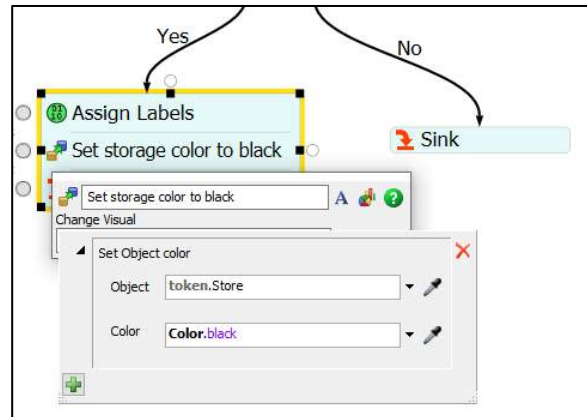 Yes
No
Assign Labels
Set storage color to black
Sink
Set storage color to black
A
?
Change Visual
Set Object color
Object token.Store
Color Color.black